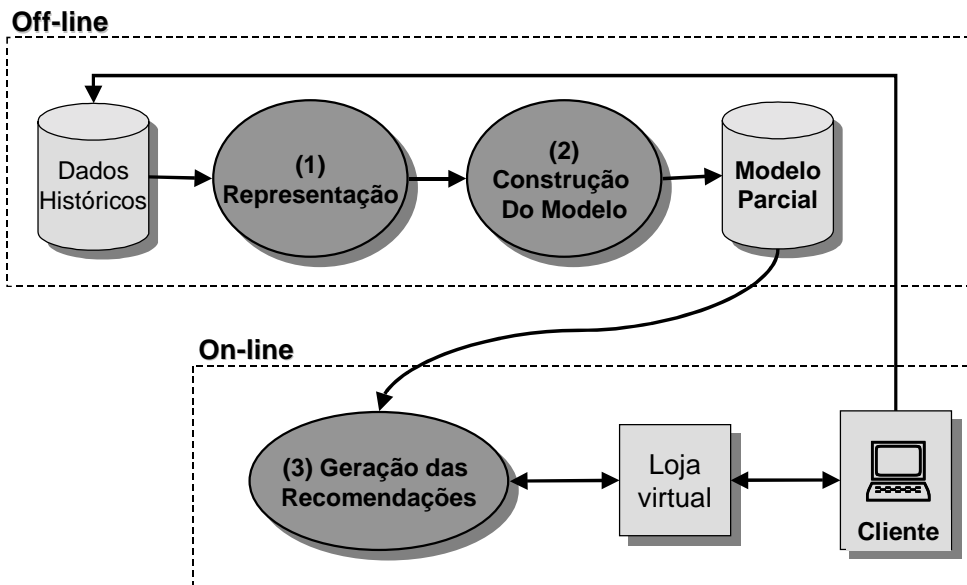 Off-line
Dados
Históricos
(1)
Representação
(2)
Construção
Do Modelo
Modelo
Parcial
On-line
(3) Geração das
Recomendações
Loja
virtual
Cliente